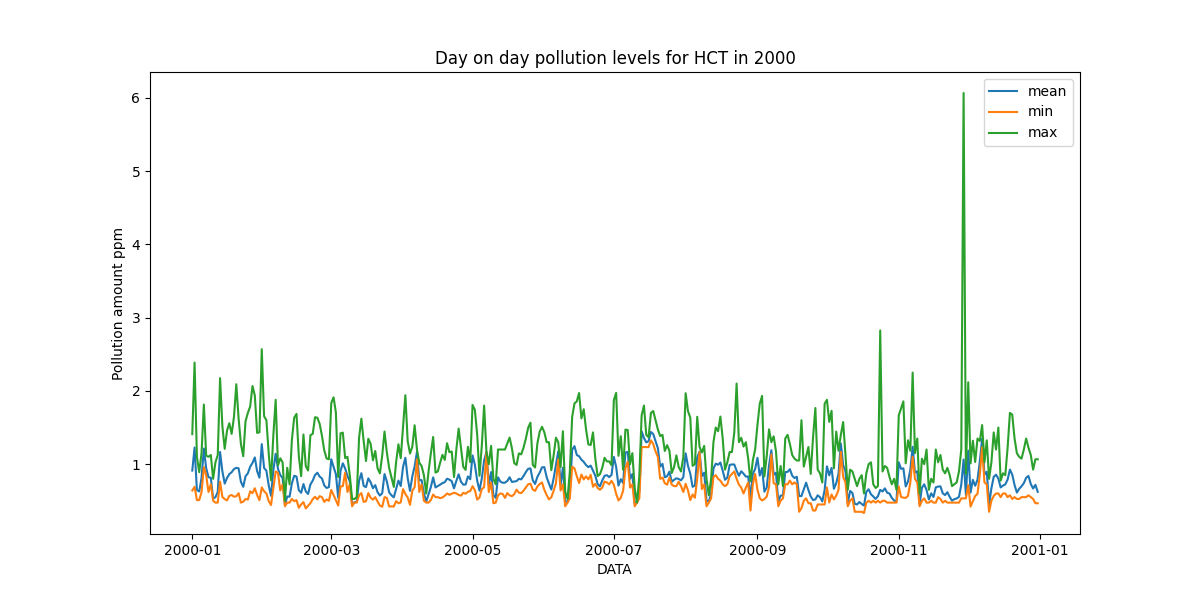 Day on day pollution levels for HCT in 2000
mean
min
max
Pollution amount ppm
6
5
4
3
2
1
2000-01
2000-03
2000-05
2000-07
2000-09
2000-11
2001-01
DATA